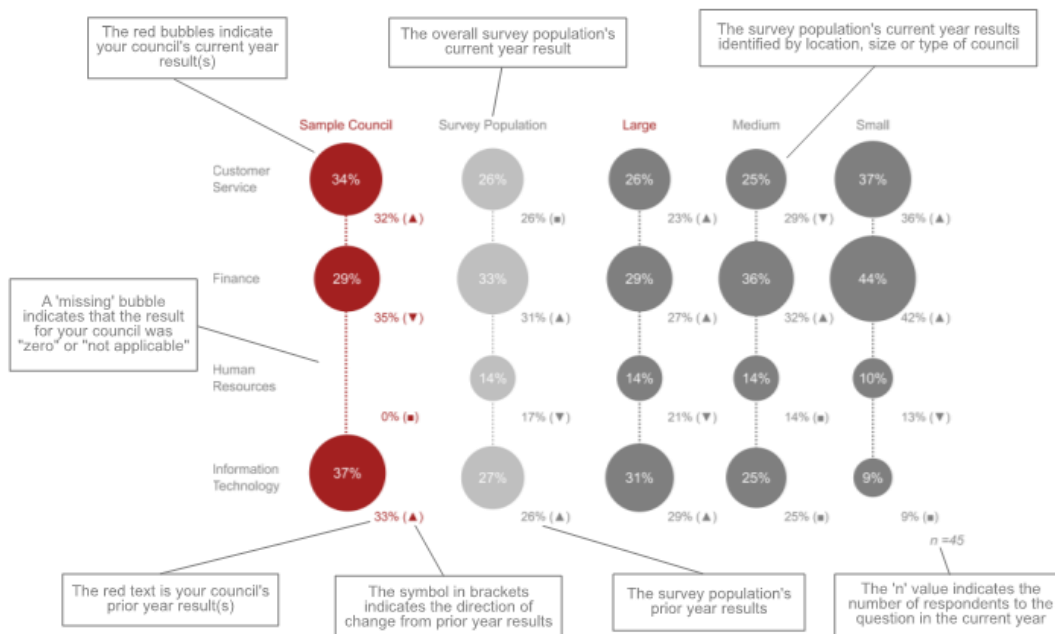 The red bubbles indicate
your council's current year
result(s)
The overall survey population's
current year result
The survey population's current year results
identified by location, size or type of council
Sample Council
Survey Population
Large
Medium
Small
Customer
Service
34%
26%
26%
25%
37%
32% (▲)
26% (■)
23% (▲)
29% (▼)
36% (▲)
Finance
29%
33%
29%
36%
44%
35% (▼)
31% (▲)
27% (▲)
32% (▲)
42% (▲)
A 'missing' bubble
indicates that the result
for your council was
"zero" or "not applicable"
Human
Resources
14%
14%
14%
10%
0% (■)
17% (▼)
21% (▼)
14% (■)
13% (▼)
Information
Technology
37%
27%
31%
25%
9%
33% (▲)
26% (▲)
29% (▲)
25% (■)
9% (■)
n =45
The red text is your council's
prior year result(s)
The symbol in brackets
indicates the direction of
change from prior year results
The survey population's
prior year results
The 'n' value indicates the
number of respondents to the
question in the current year